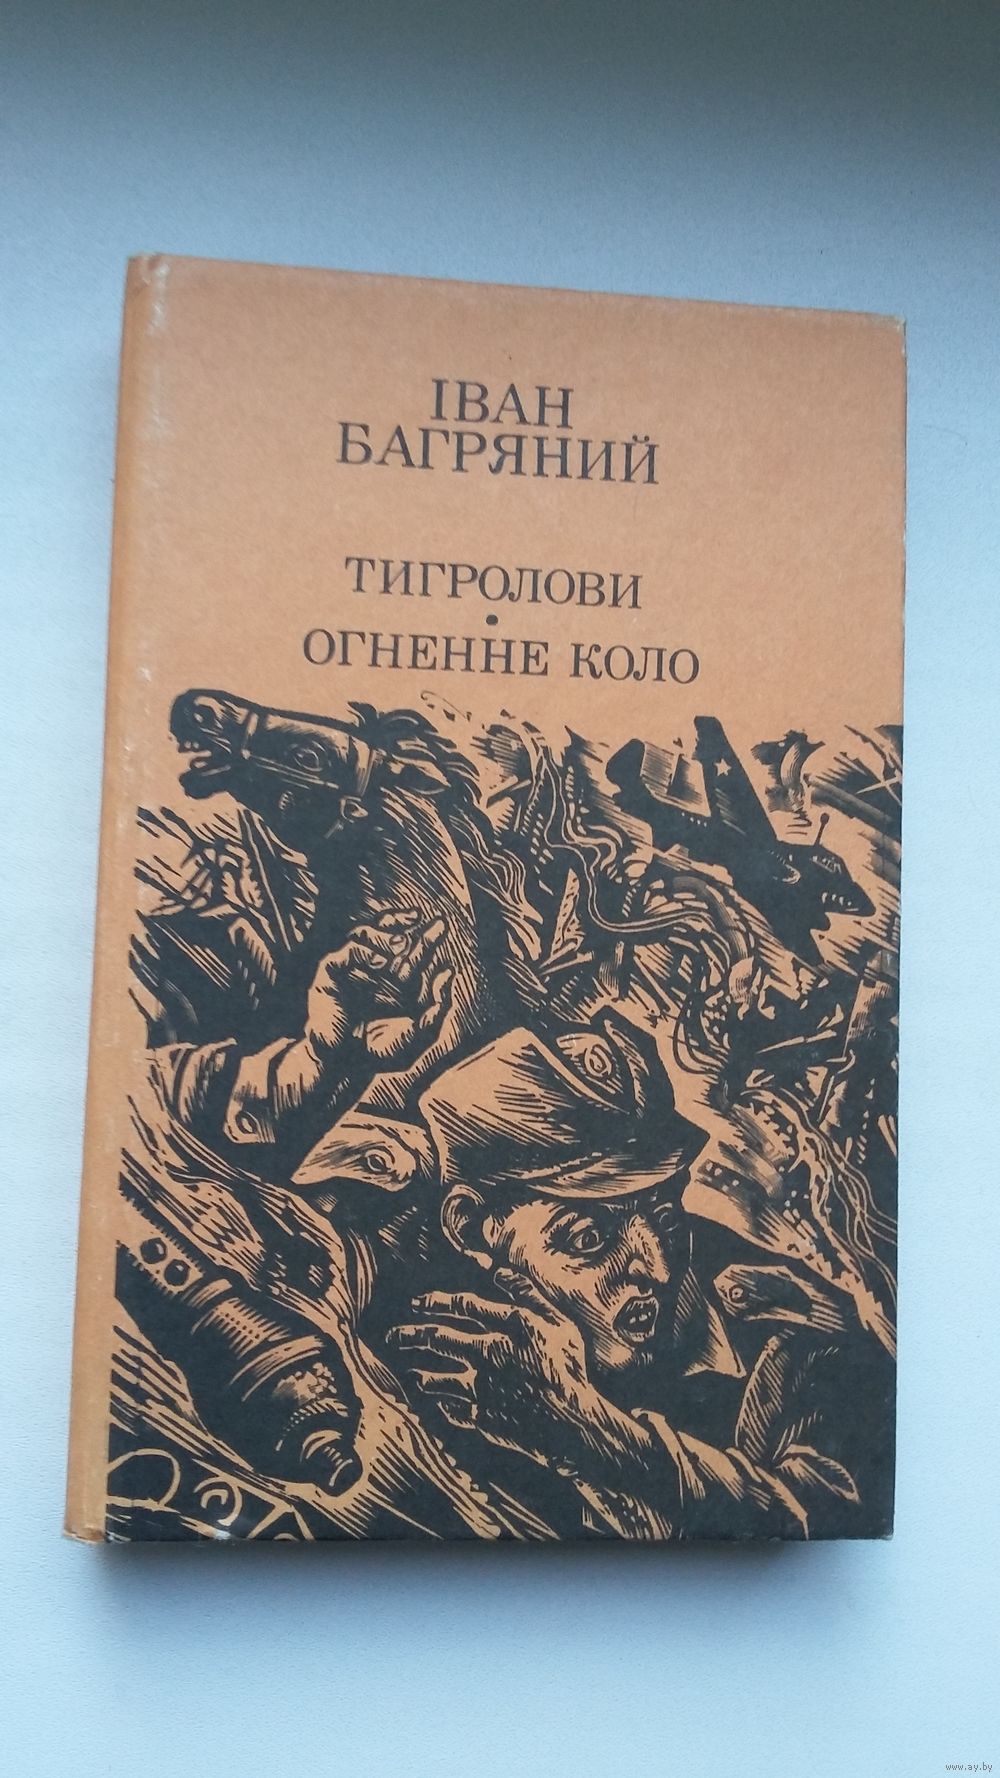 ІВАН
БАГРЯНИЙ
ТИГРОЛОВИ
•
ОГНЕННЕ КОЛО
www.ay.by